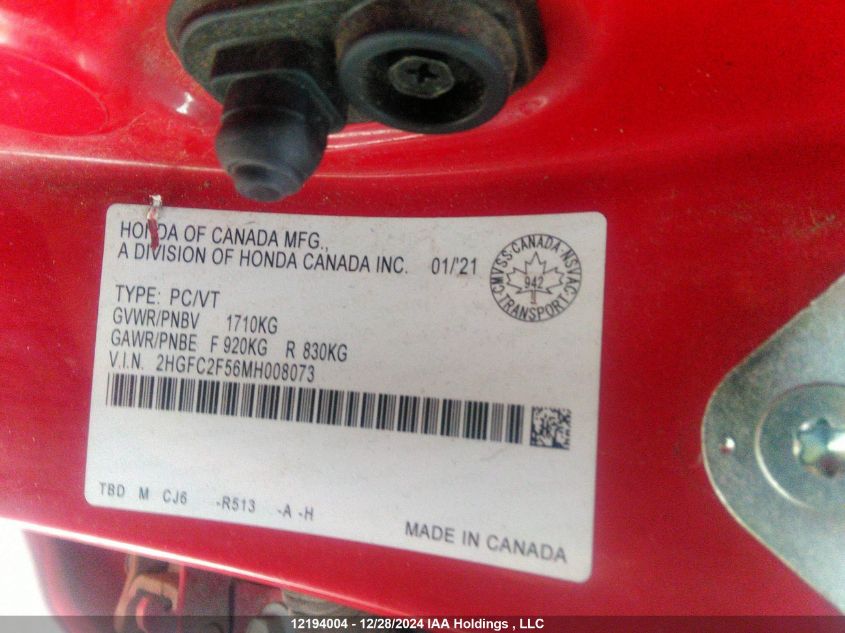 HONDA OF CANADA MFG.,
A DIVISION OF HONDA CANADA INC. 01/'21
CMVSS·CANADA·NSVAC
942
TRANSPORT
TYPE: PC/VT
GVWR/PNBV 1710KG
GAWR/PNBE F 920KG R 830KG
V.I.N. 2HGFC2F56MH008073
TBD M CJ6 -R513 -A -H
MADE IN CANADA
12194004 - 12/28/2024 IAA Holdings , LLC